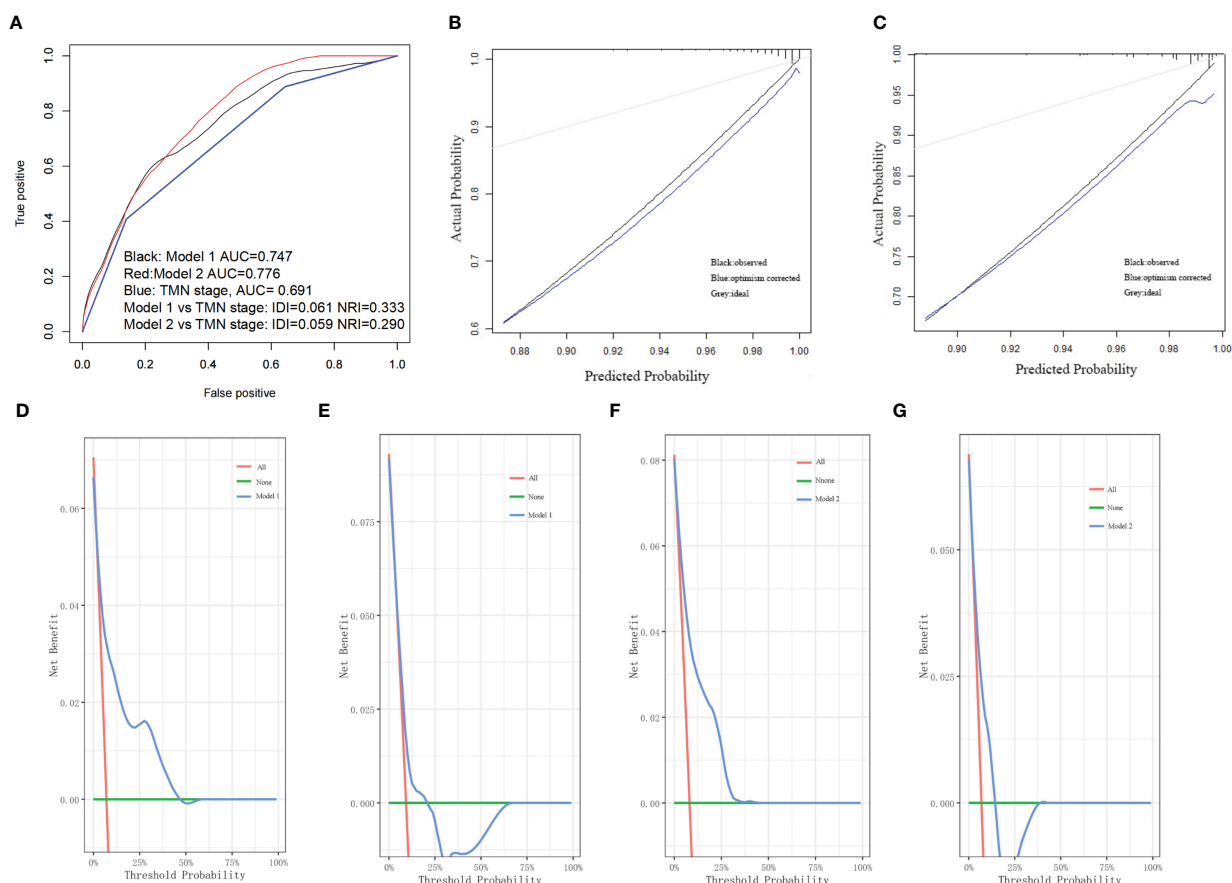 A
True positive
0.0 0.2 0.4 0.6 0.8 1.0
Black: Model 1 AUC=0.747
Red:Model 2 AUC=0.776
Blue: TMN stage, AUC= 0.691
Model 1 vs TMN stage: IDI=0.061 NRI=0.333
Model 2 vs TMN stage: IDI=0.059 NRI=0.290
0.0 0.2 0.4 0.6 0.8 1.0
False positive
B
Actual Probability
0.6 0.7 0.8 0.9 1.0
Black:observed
Blue:optimism corrected
Grey:ideal
0.88 0.90 0.92 0.94 0.96 0.98 1.00
Predicted Probability
C
Actual Probability
0.70 0.75 0.80 0.85 0.90 0.95 1.00
Black:observed
Blue:optimism corrected
Grey:ideal
0.90 0.92 0.94 0.96 0.98 1.00
Predicted Probability
D
Net Benefit
0.06
0.04
0.02
0.00
All
None
Model 1
0% 25% 50% 75% 100%
Threshold Probability
E
Net Benefit
0.075
0.050
0.025
0.000
All
None
Model 1
0% 25% 50% 75% 100%
Threshold Probability
F
Net Benefit
0.08
0.06
0.04
0.02
0.00
All
Nnone
Model 2
0% 25% 50% 75% 100%
Threshold Probability
G
Net Benefit
0.050
0.025
0.000
All
None
Model 2
0% 25% 50% 75% 100%
Threshold Probability